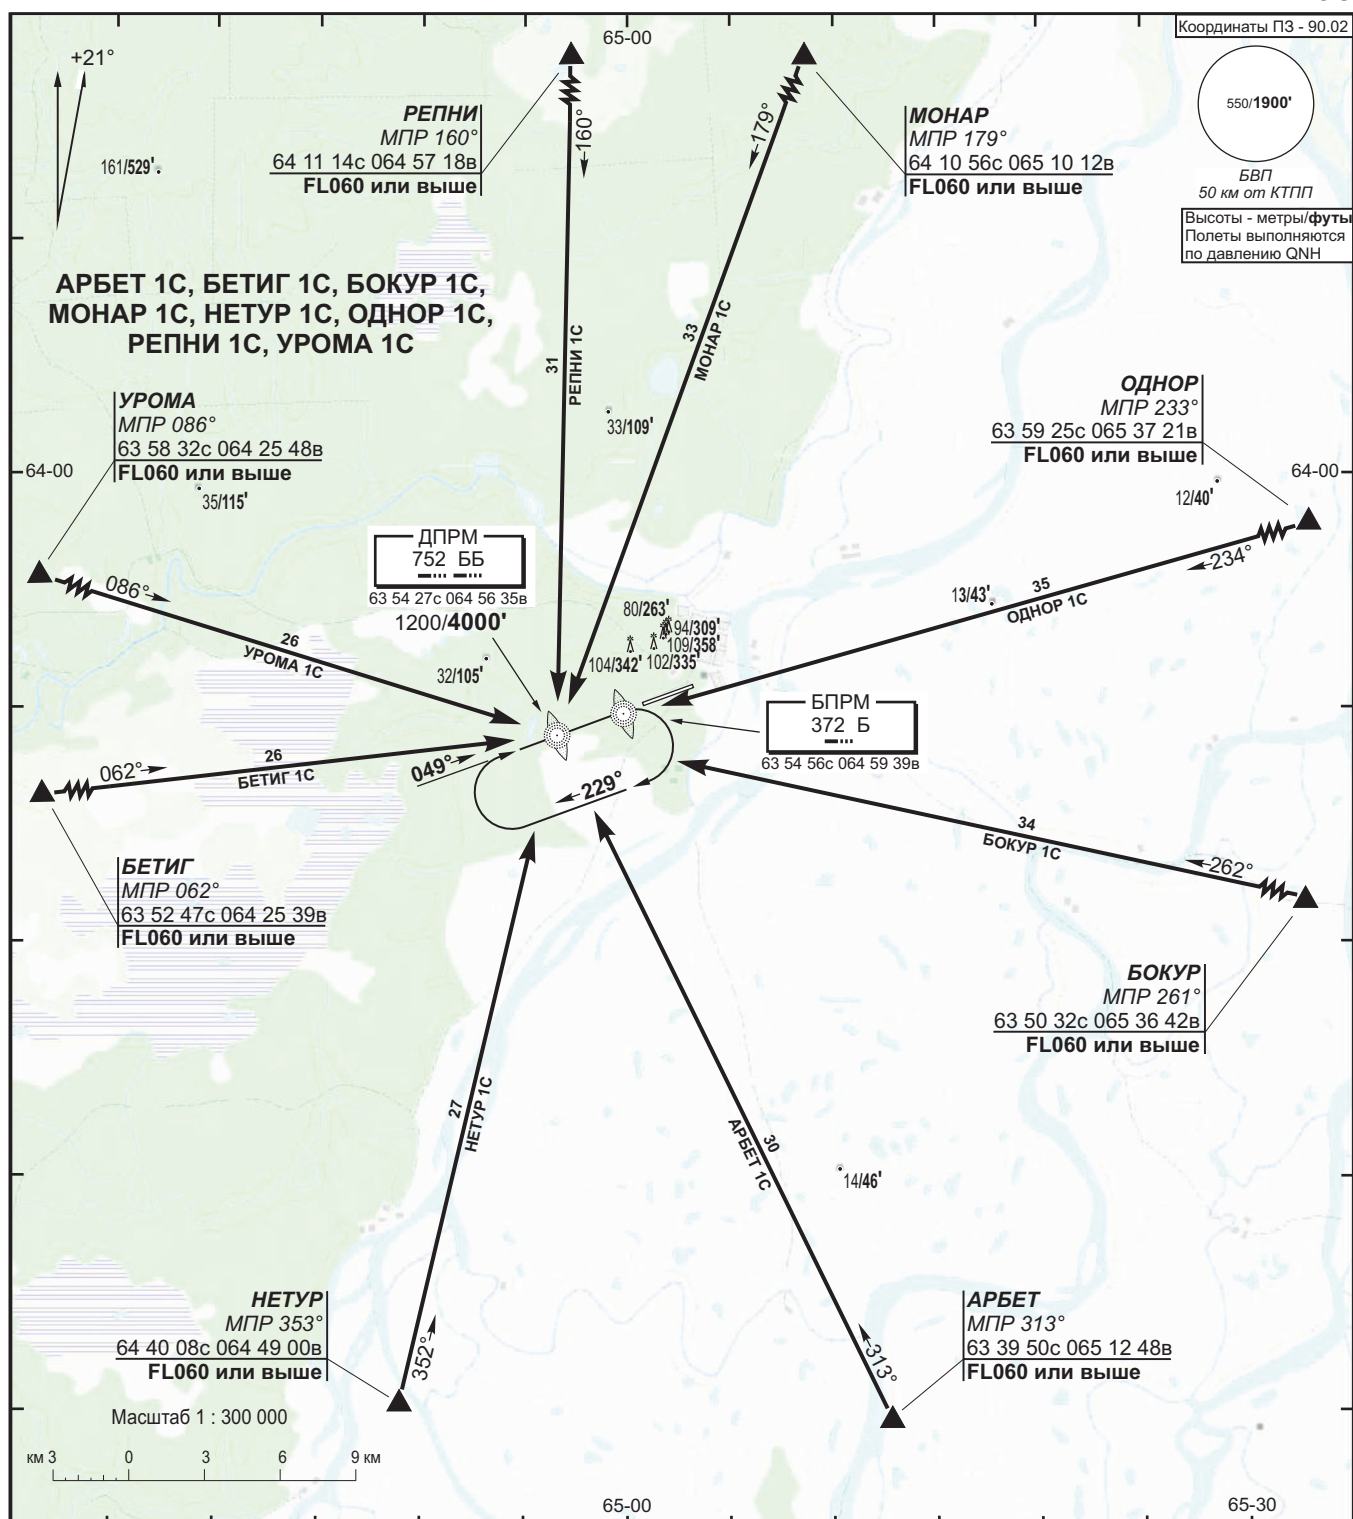 65-00
Координаты ПЗ - 90.02
+21°
550/1900'
БВП
50 км от КТПП
Высоты - метры/футы
Полеты выполняются
по давлению QNH
РЕПНИ
МПР 160°
64 11 14с 064 57 18в
FL060 или выше
160°
МОНАР
МПР 179°
64 10 56с 065 10 12в
FL060 или выше
179°
161/529'
АРБЕТ 1С, БЕТИГ 1С, БОКУР 1С,
МОНАР 1С, НЕТУР 1С, ОДНОР 1С,
РЕПНИ 1С, УРОМА 1С
31
РЕПНИ 1С
33
МОНАР 1С
УРОМА
МПР 086°
63 58 32с 064 25 48в
FL060 или выше
ОДНОР
МПР 233°
63 59 25с 065 37 21в
FL060 или выше
33/109'
64-00
64-00
35/115'
12/40'
ДПРМ
752 ББ
63 54 27с 064 56 35в
1200/4000'
086°
26
УРОМА 1С
234°
35
ОДНОР 1С
13/43'
80/263'
94/309'
109/358'
104/342'
102/335'
32/105'
БПРМ
372 Б
63 54 56с 064 59 39в
062°
26
БЕТИГ 1С
049°
229°
34
БОКУР 1С
262°
БЕТИГ
МПР 062°
63 52 47с 064 25 39в
FL060 или выше
БОКУР
МПР 261°
63 50 32с 065 36 42в
FL060 или выше
27
НЕТУР 1С
30
АРБЕТ 1С
14/46'
НЕТУР
МПР 353°
64 40 08с 064 49 00в
FL060 или выше
352°
АРБЕТ
МПР 313°
63 39 50с 065 12 48в
FL060 или выше
313°
Масштаб 1 : 300 000
км 3 0 3 6 9 км
65-00
65-30